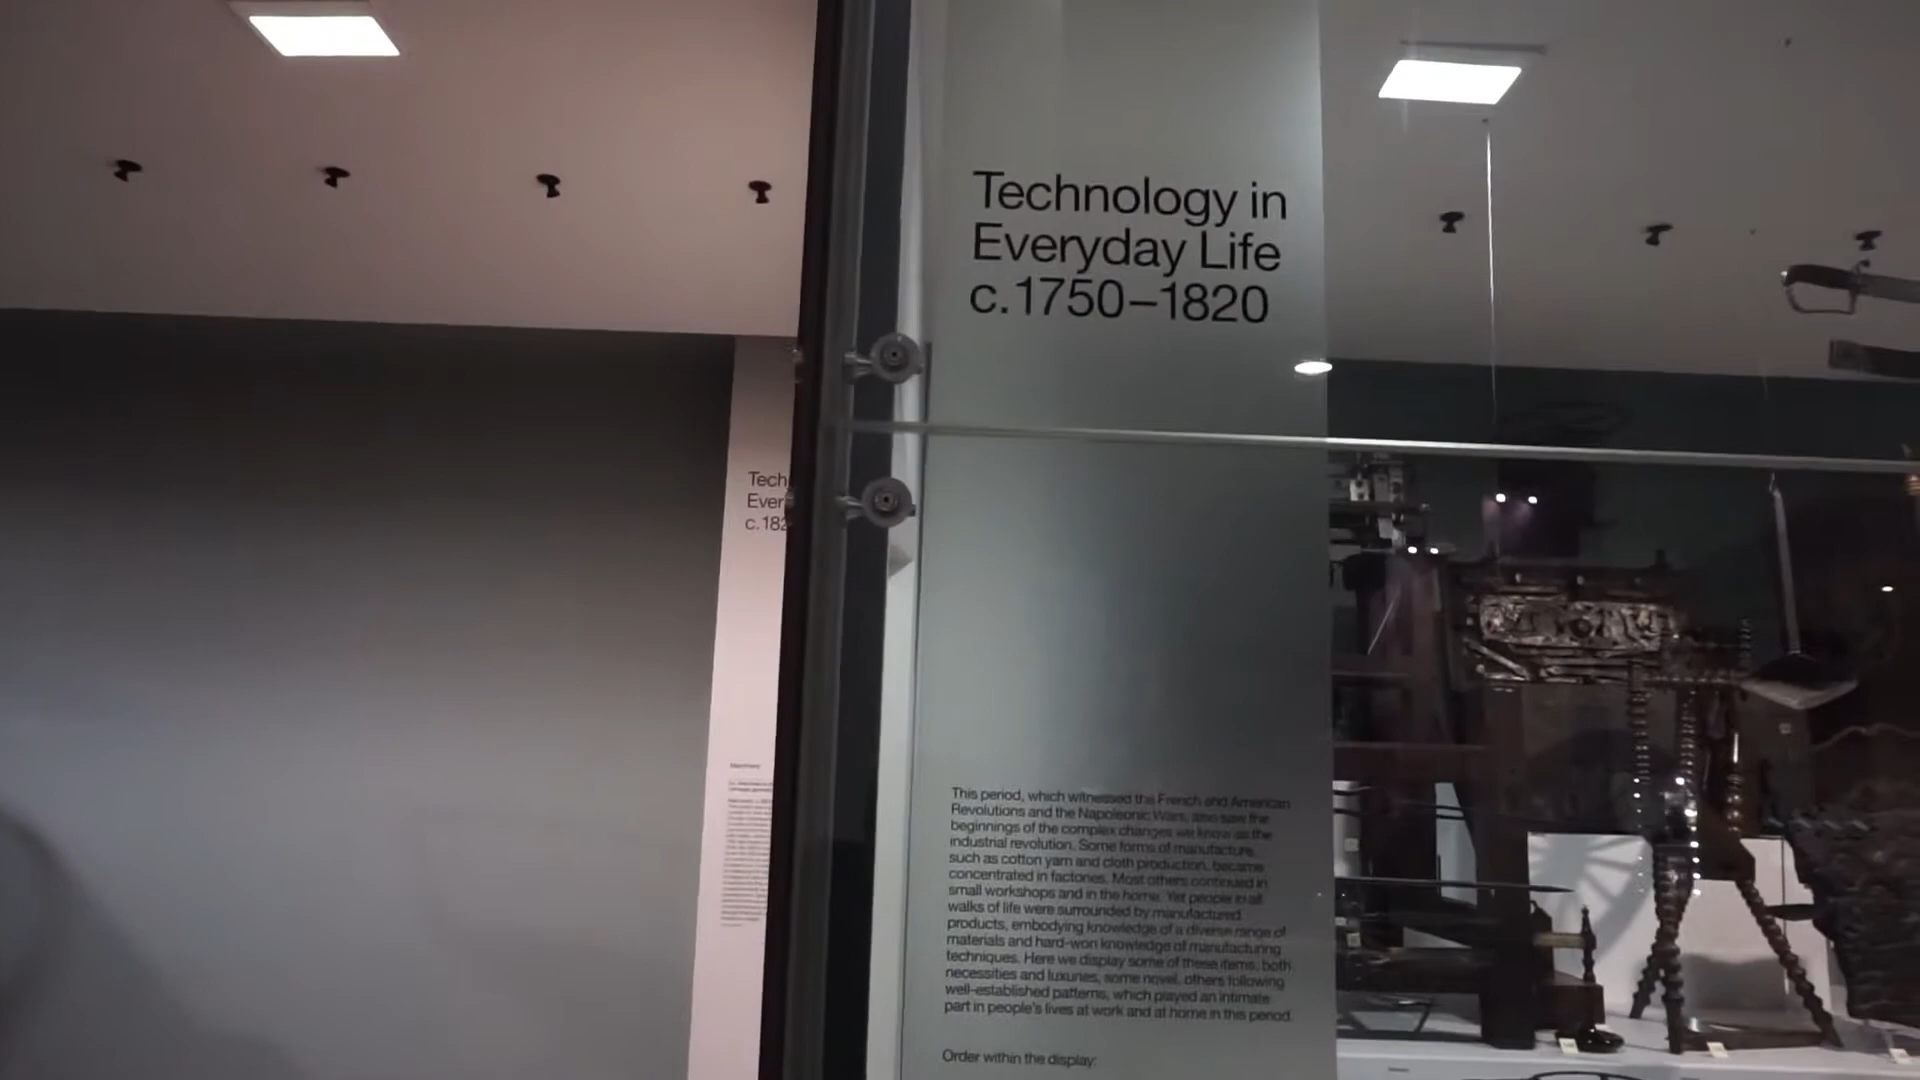 Technology in
Everyday Life
c.1750–1820
Tech
Ever
c.182
This period, which witnessed the French and American
Revolutions and the Napoleonic Wars, also saw the
beginnings of the complex changes we know as the
industrial revolution. Some forms of manufacture,
such as cotton yarn and cloth production, became
concentrated in factories. Most others continued in
small workshops and in the home. Yet people in all
walks of life were surrounded by manufactured
products, embodying knowledge of a diverse range of
materials and hard-won knowledge of manufacturing
techniques. Here we display some of these items, both
necessities and luxuries, some novel, others following
well-established patterns, which played an intimate
part in people's lives at work and at home in this period.
Order within the display: